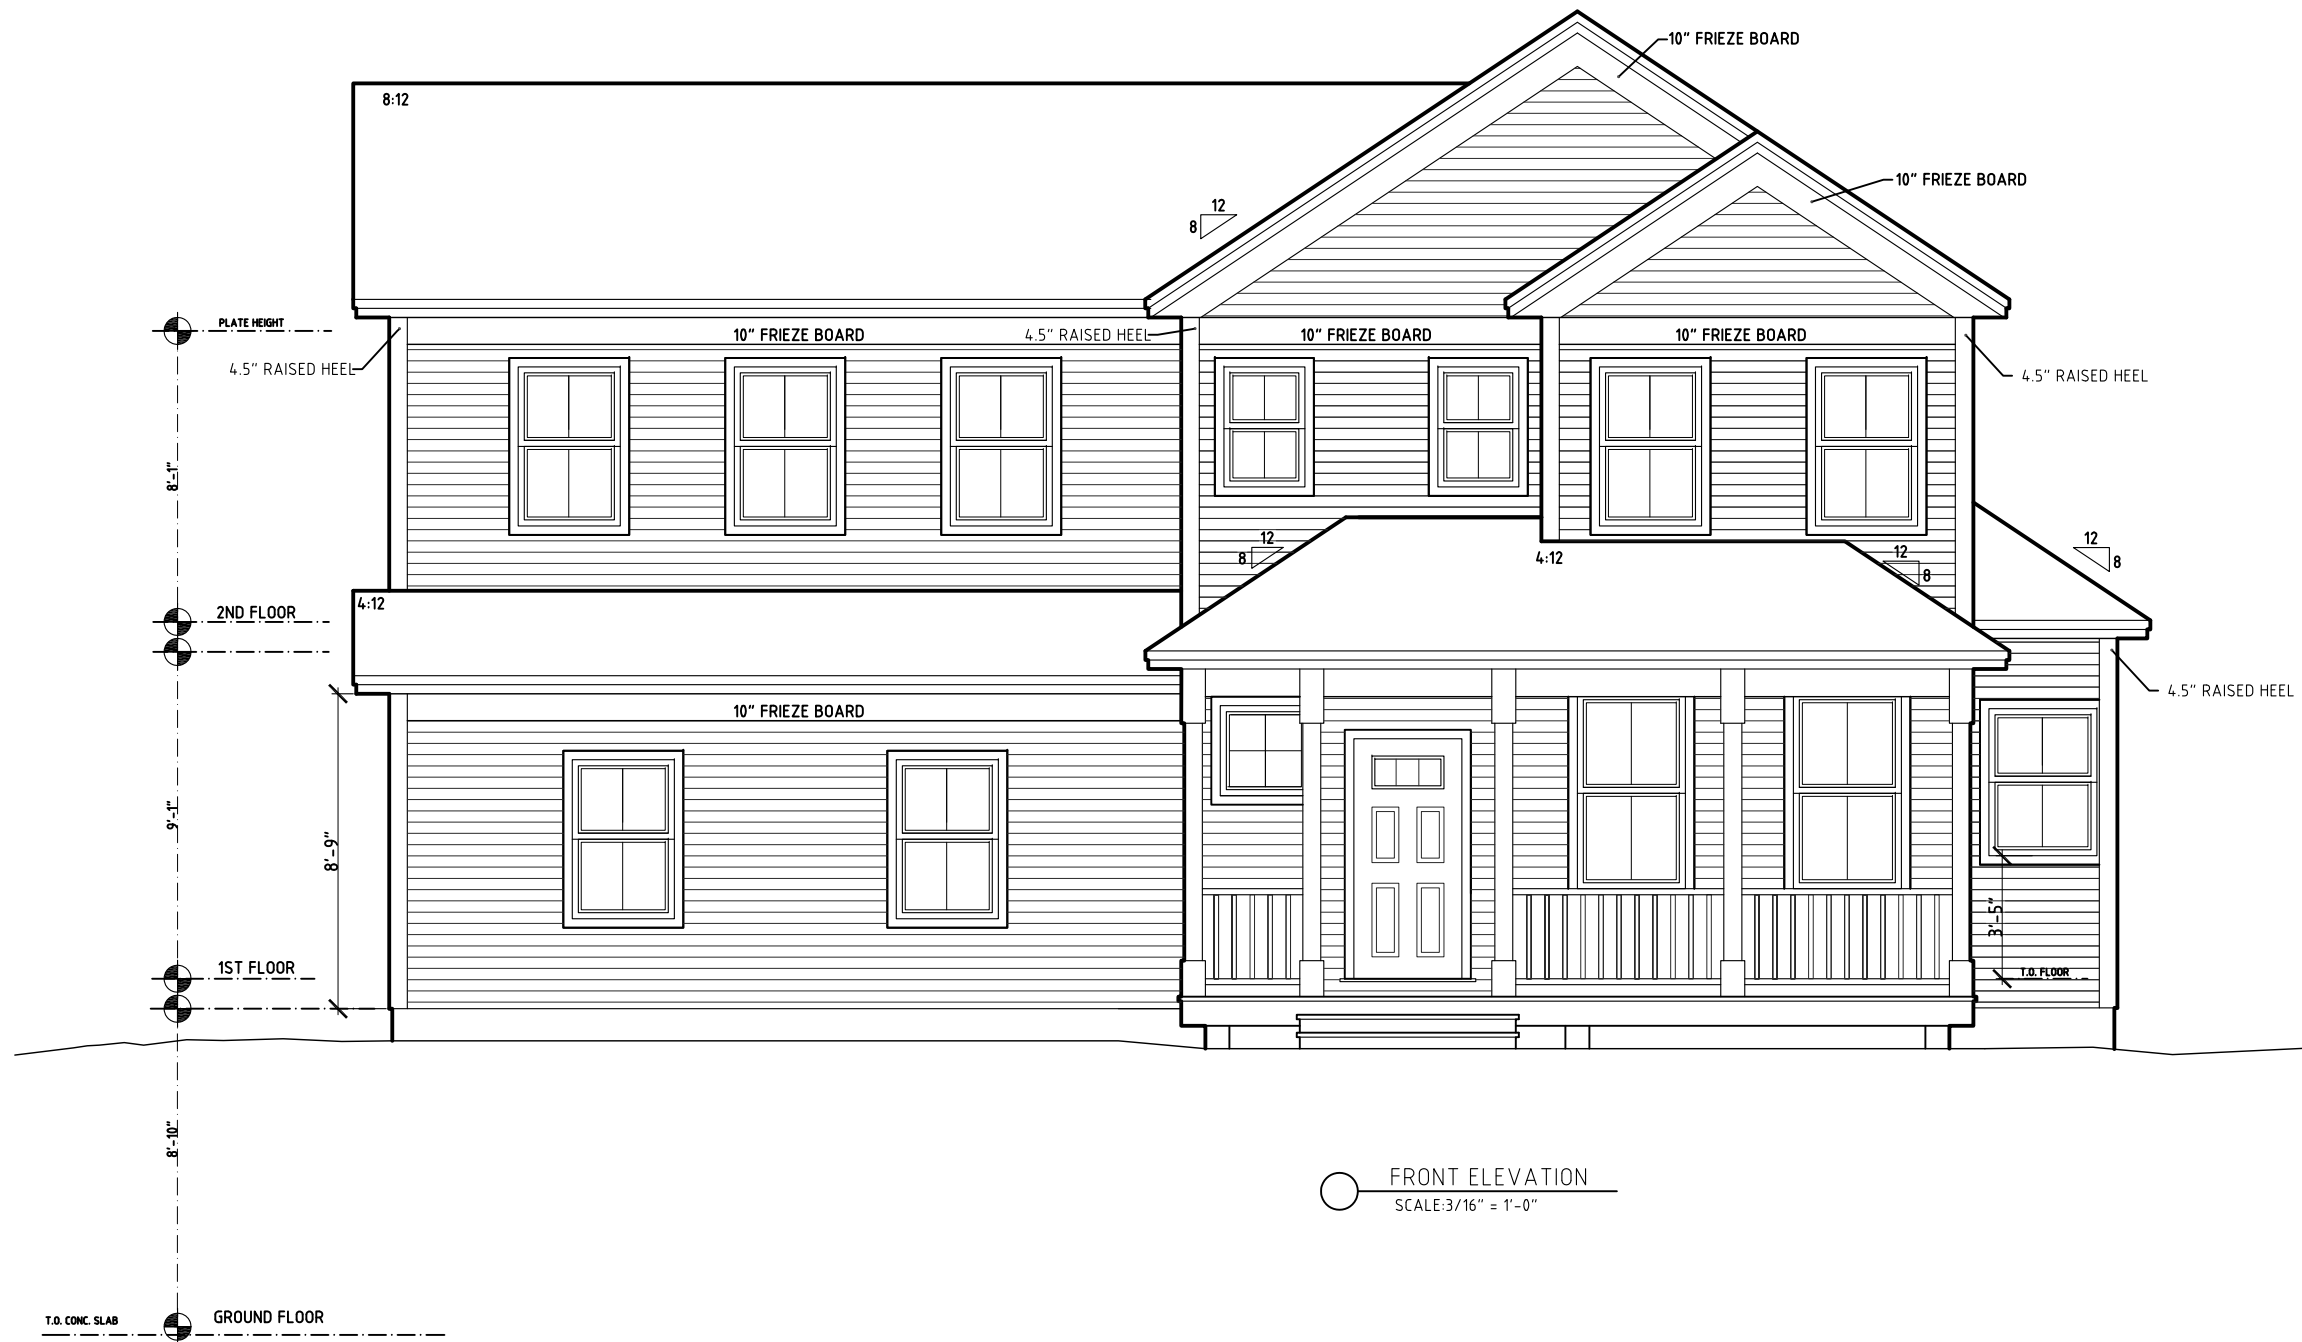 10" FRIEZE BOARD
8:12
10" FRIEZE BOARD
12
8
PLATE HEIGHT
10" FRIEZE BOARD
4.5" RAISED HEEL
10" FRIEZE BOARD
10" FRIEZE BOARD
4.5" RAISED HEEL
4.5" RAISED HEEL
8'-1"
12
8
4:12
12
8
12
8
4:12
2ND FLOOR
4.5" RAISED HEEL
10" FRIEZE BOARD
9'-1"
8'-9"
3'-5"
1ST FLOOR
T.O. FLOOR
8'-10"
FRONT ELEVATION
SCALE:3/16" = 1'-0"
T.O. CONC. SLAB
GROUND FLOOR